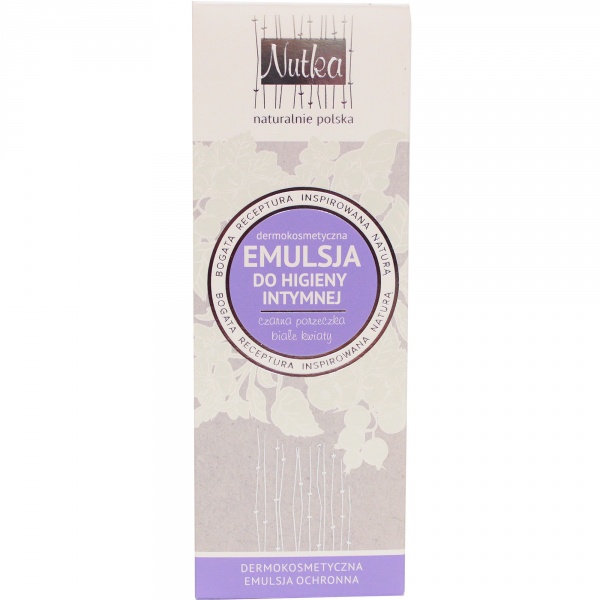 Nutka
naturalnie polska
BOGATA RECEPTURA INSPIROWANA NATURĄ
dermokosmetyczna
EMULSJA
DO HIGIENY
INTYMNEJ
czarna porzeczka
białe kwiaty
BOGATA RECEPTURA INSPIROWANA NATURĄ
DERMOKOSMETYCZNA
EMULSJA OCHRONNA